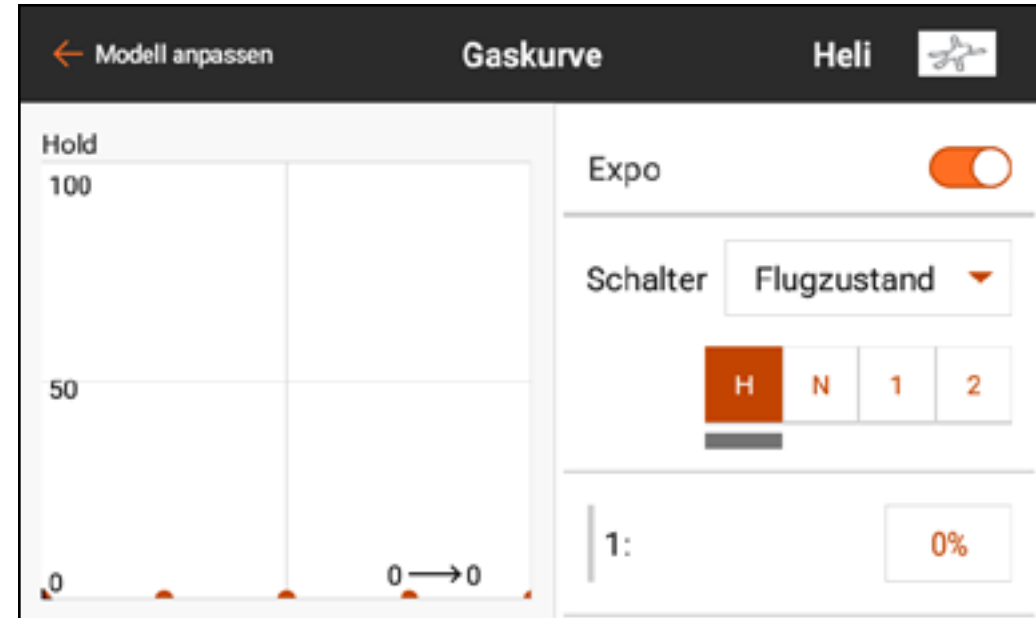 ← Modell anpassen
Gaskurve
Heli
Hold
100
50
0
0→0
Expo
Schalter
Flugzustand
H N 1 2
1:
0%